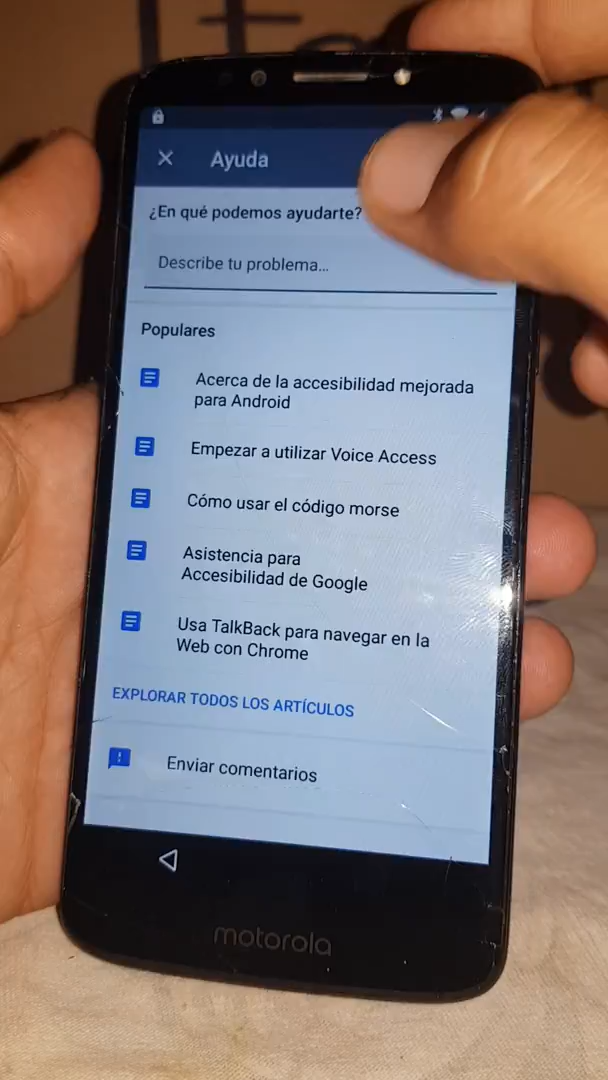 Ayuda
¿En qué podemos ayudarte?
Describe tu problema...
Populares
Acerca de la accesibilidad mejorada
para Android
Empezar a utilizar Voice Access
Cómo usar el código morse
Asistencia para
Accesibilidad de Google
Usa TalkBack para navegar en la
Web con Chrome
EXPLORAR TODOS LOS ARTÍCULOS
Enviar comentarios
motorola